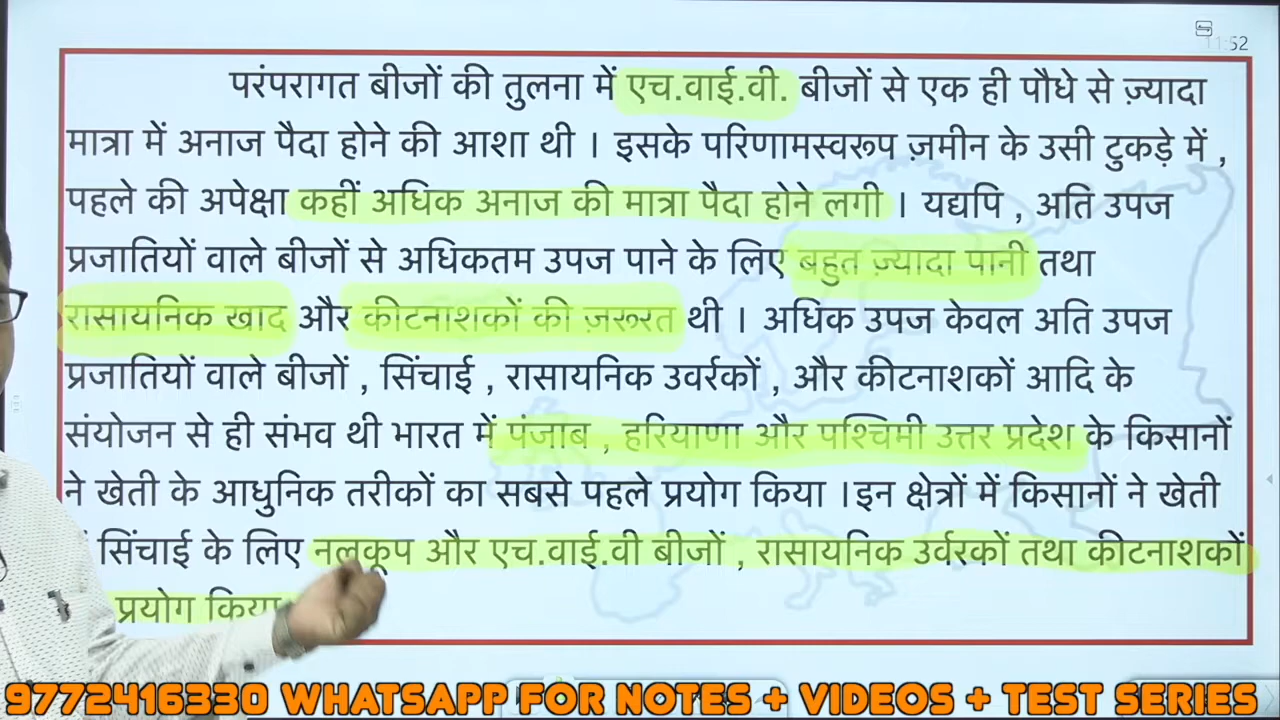 11:52
परंपरागत बीजों की तुलना में एच.वाई.वी. बीजों से एक ही पौधे से ज़्यादा
मात्रा में अनाज पैदा होने की आशा थी । इसके परिणामस्वरूप ज़मीन के उसी टुकड़े में ,
पहले की अपेक्षा कहीं अधिक अनाज की मात्रा पैदा होने लगी । यद्यपि , अति उपज
प्रजातियों वाले बीजों से अधिकतम उपज पाने के लिए बहुत ज़्यादा पानी तथा
रासायनिक खाद और कीटनाशकों की ज़रूरत थी । अधिक उपज केवल अति उपज
प्रजातियों वाले बीजों , सिंचाई , रासायनिक उवर्रकों , और कीटनाशकों आदि के
संयोजन से ही संभव थी भारत में पंजाब , हरियाणा और पश्चिमी उत्तर प्रदेश के किसानों
ने खेती के आधुनिक तरीकों का सबसे पहले प्रयोग किया ।इन क्षेत्रों में किसानों ने खेती
सिंचाई के लिए नलकूप और एच.वाई.वी बीजों , रासायनिक उर्वरकों तथा कीटनाशकों
प्रयोग किया
9772416330 WHATSAPP FOR NOTES + VIDEOS + TEST SERIES